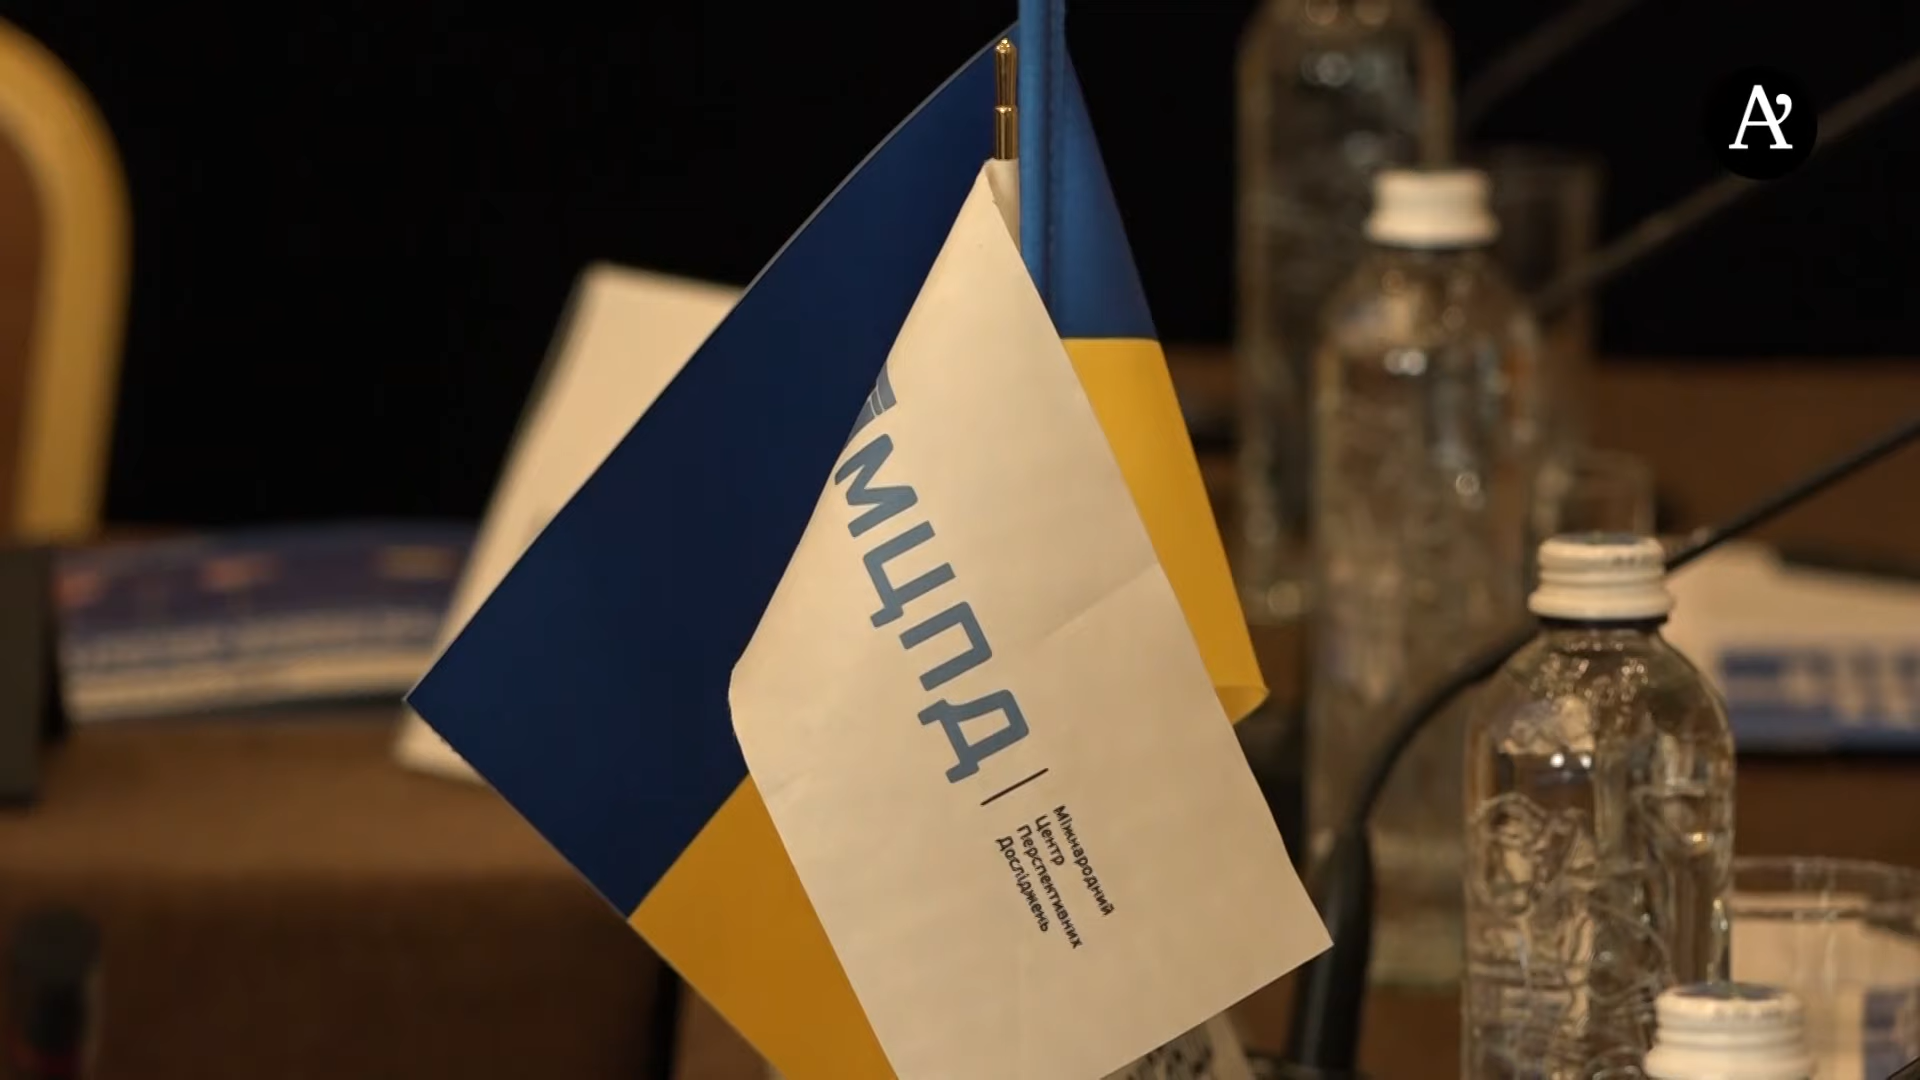 МЦПД
Міжнародний
Центр
Перспективних
Досліджень
A